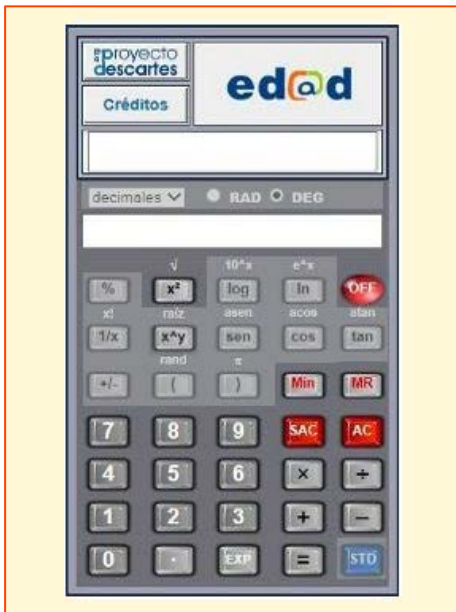 proyecto
descartes
ed@d
Créditos
decimales RAD DEG
√ 10^x e^x
% x² log ln OFF
x! raíz asen acos atan
1/x x^y sen cos tan
rand π
+/- ( ) Min MR
7 8 9 SAC AC
4 5 6 × ÷
1 2 3 + −
0 . EXP = STO